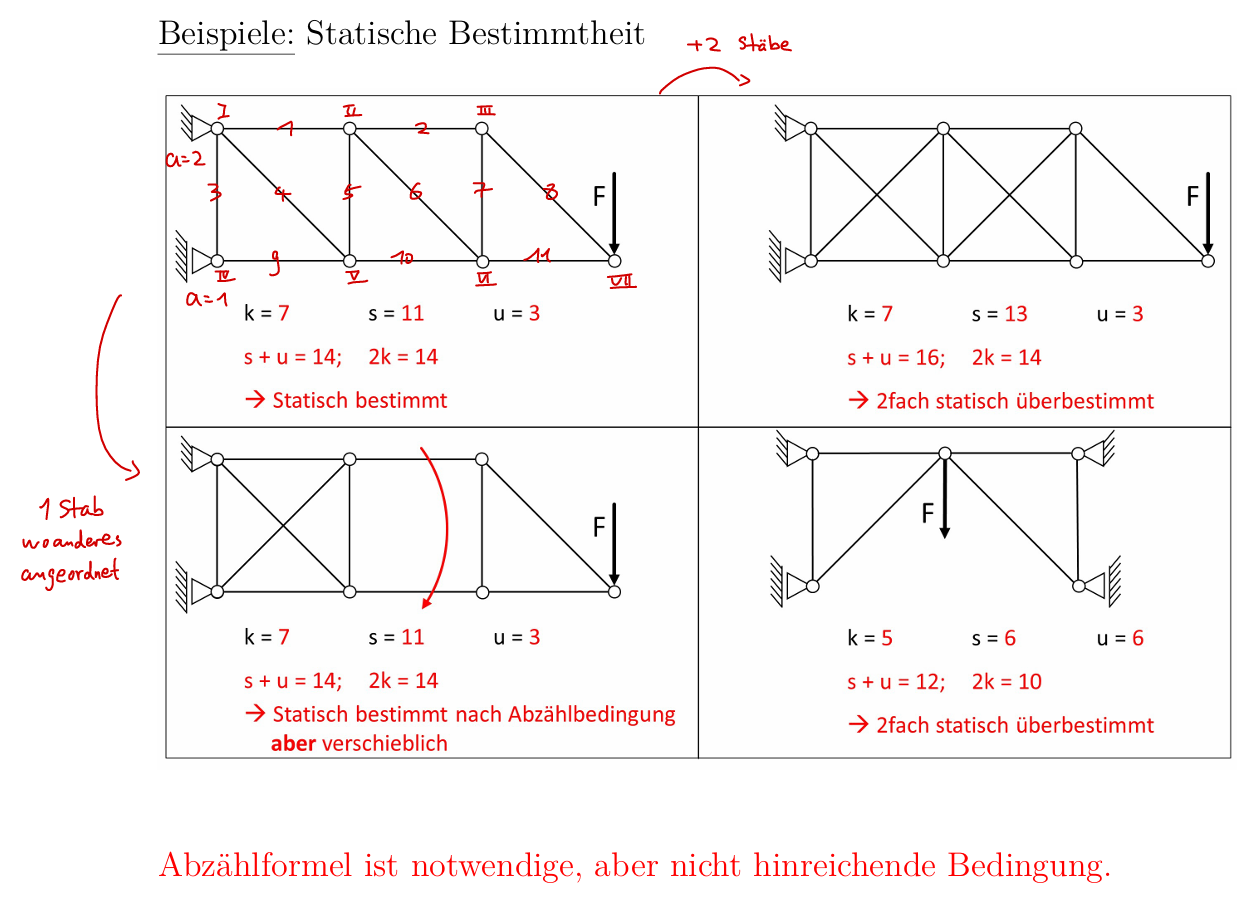 Beispiele: Statische Bestimmtheit
+2 Stäbe
I II III
1 2
a=2
3 4 5 6 7 8 F
9 10 11
IV V VI VII
a=1
k = 7 s = 11 u = 3
s + u = 14; 2k = 14
→ Statisch bestimmt
F
k = 7 s = 13 u = 3
s + u = 16; 2k = 14
→ 2fach statisch überbestimmt
1 Stab
woanderes
angeordnet
F
k = 7 s = 11 u = 3
s + u = 14; 2k = 14
→ Statisch bestimmt nach Abzählbedingung
aber verschieblich
F
k = 5 s = 6 u = 6
s + u = 12; 2k = 10
→ 2fach statisch überbestimmt
Abzählformel ist notwendige, aber nicht hinreichende Bedingung.